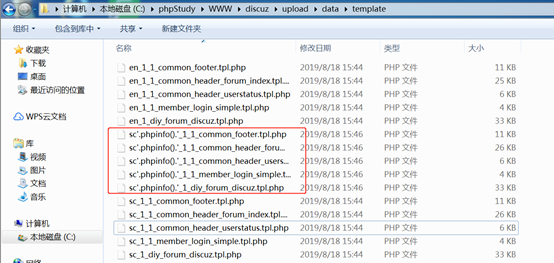 计算机 ▸ 本地磁盘 (C:) ▸ phpStudy ▸ WWW ▸ discuz ▸ upload ▸ data ▸ template
组织 包含到库中 共享 新建文件夹
收藏夹
下载
桌面
最近访问的位置
WPS云文档
库
视频
图片
文档
音乐
计算机
本地磁盘 (C:)
网络
名称 修改日期 类型 大小
en_1_1_common_footer.tpl.php 2019/8/18 15:44 PHP 文件 11 KB
en_1_1_common_header_forum_index.tpl.... 2019/8/18 15:44 PHP 文件 25 KB
en_1_1_common_header_userstatus.tpl.php 2019/8/18 15:44 PHP 文件 6 KB
en_1_1_member_login_simple.tpl.php 2019/8/18 15:44 PHP 文件 4 KB
en_1_diy_forum_discuz.tpl.php 2019/8/18 15:44 PHP 文件 33 KB
sc'.phpinfo().'_1_1_common_footer.tpl.php 2019/8/18 15:46 PHP 文件 11 KB
sc'.phpinfo().'_1_1_common_header_foru... 2019/8/18 15:46 PHP 文件 26 KB
sc'.phpinfo().'_1_1_common_header_users... 2019/8/18 15:46 PHP 文件 6 KB
sc'.phpinfo().'_1_1_member_login_simple.t... 2019/8/18 15:46 PHP 文件 4 KB
sc'.phpinfo().'_1_diy_forum_discuz.tpl.php 2019/8/18 15:46 PHP 文件 33 KB
sc_1_1_common_footer.tpl.php 2019/8/18 15:44 PHP 文件 11 KB
sc_1_1_common_header_forum_index.tpl.... 2019/8/18 15:44 PHP 文件 26 KB
sc_1_1_common_header_userstatus.tpl.php 2019/8/18 15:44 PHP 文件 6 KB
sc_1_1_member_login_simple.tpl.php 2019/8/18 15:44 PHP 文件 4 KB
sc_1_diy_forum_discuz.tpl.php 2019/8/18 15:44 PHP 文件 33 KB